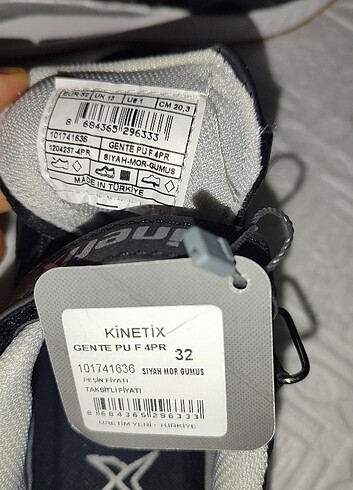 EUR 32 UK 13 US 1 CM 20,3
8 684365 296333
101741636 GENTE PU F 4PR
1204237 4PR SIYAH-MOR-GUMUS
MADE IN TÜRKİYE
KİNETİX
GENTE PU F 4PR 32
101741636 SIYAH MOR GUMUS
PEŞİN FİYATI
TAKSİTLİ FİYATI
8 684365 296333
ÜRETİM YERİ : TÜRKİYE